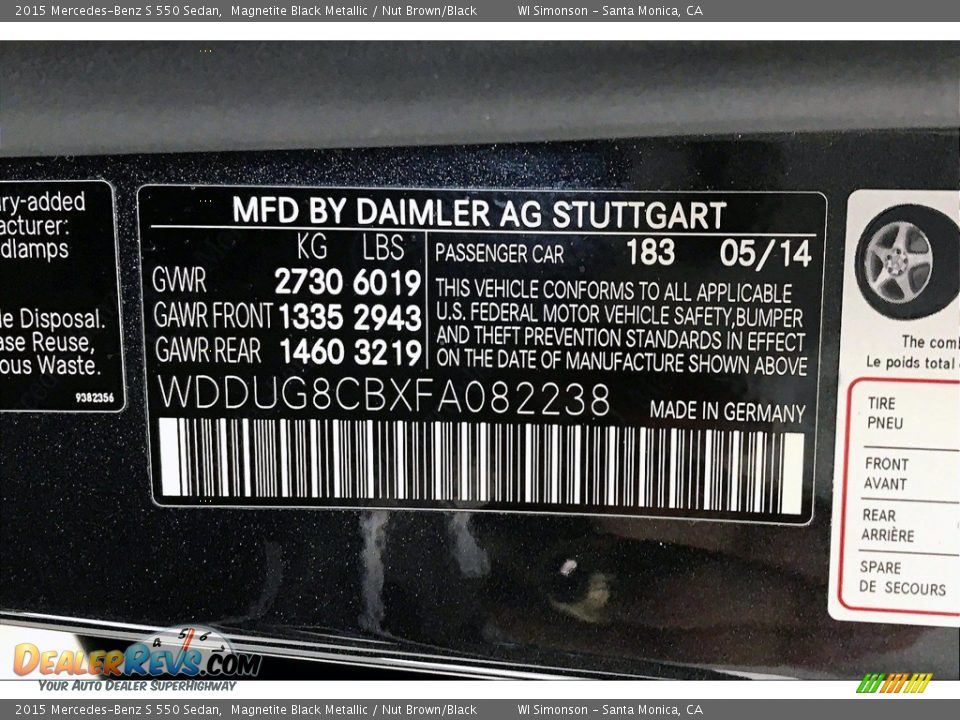 2015 Mercedes-Benz S 550 Sedan,  Magnetite Black Metallic / Nut Brown/Black        WI Simonson - Santa Monica, CA
ry-added
acturer:
dlamps
e Disposal.
ase Reuse,
ous Waste.
9382356
MFD BY DAIMLER AG STUTTGART
KG LBS
GVWR 2730 6019
GAWR FRONT 1335 2943
GAWR REAR 1460 3219
PASSENGER CAR 183 05/14
THIS VEHICLE CONFORMS TO ALL APPLICABLE
U.S. FEDERAL MOTOR VEHICLE SAFETY,BUMPER
AND THEFT PREVENTION STANDARDS IN EFFECT
ON THE DATE OF MANUFACTURE SHOWN ABOVE
WDDUG8CBXFA082238
MADE IN GERMANY
The com
Le poids total
TIRE
PNEU
FRONT
AVANT
REAR
ARRIÈRE
SPARE
DE SECOURS
4 5 6
DEALERREVS.COM
YOUR AUTO DEALER SUPERHIGHWAY
2015 Mercedes-Benz S 550 Sedan,  Magnetite Black Metallic / Nut Brown/Black        WI Simonson - Santa Monica, CA